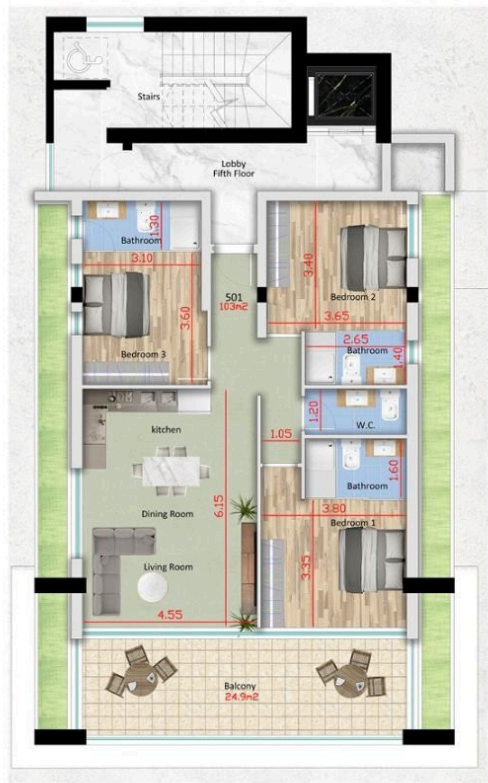 Stairs
Lobby
Fifth Floor
1.30
Bathroom
3.10
3.60
Bedroom 3
501
103m2
3.40
Bedroom 2
3.65
2.65
Bathroom
1.40
1.20
W.C.
1.05
kitchen
6.15
Bathroom
1.60
Dining Room
3.80
Bedroom 1
3.35
Living Room
4.55
Balcony
24.9m2